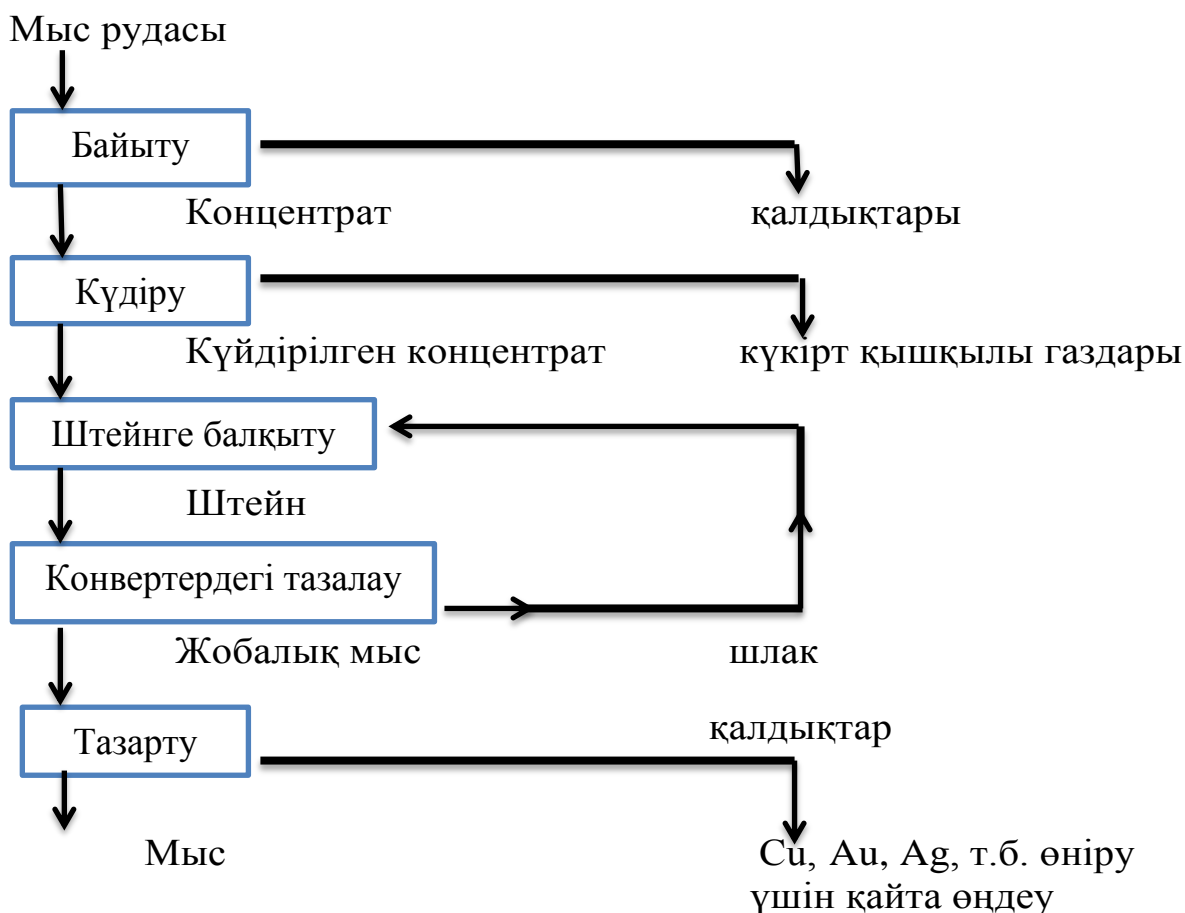 Мыс рудасы
Байыту
Концентрат
қалдықтары
Күдіру
Күйдірілген концентрат
күкірт қышқылы газдары
Штейнге балқыту
Штейн
Конвертердегі тазалау
Жобалық мыс
шлак
Тазарту
қалдықтар
Мыс
Cu, Au, Ag, т.б. өніру
үшін қайта өңдеу